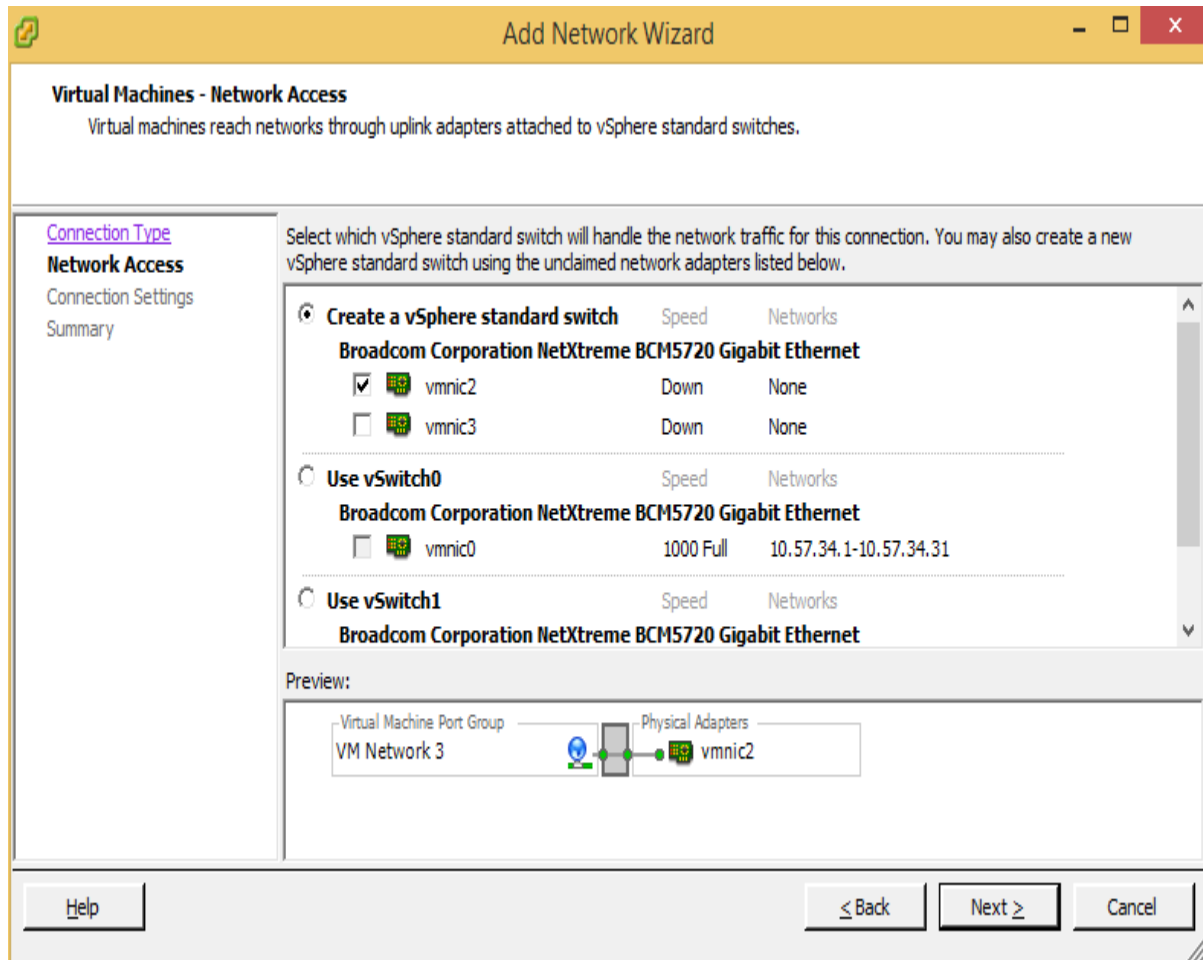 Add Network Wizard
Virtual Machines - Network Access
Virtual machines reach networks through uplink adapters attached to vSphere standard switches.
Connection Type
Network Access
Connection Settings
Summary
Select which vSphere standard switch will handle the network traffic for this connection. You may also create a new
vSphere standard switch using the unclaimed network adapters listed below.
Create a vSphere standard switch Speed Networks
Broadcom Corporation NetXtreme BCM5720 Gigabit Ethernet
vmnic2 Down None
vmnic3 Down None
Use vSwitch0 Speed Networks
Broadcom Corporation NetXtreme BCM5720 Gigabit Ethernet
vmnic0 1000 Full 10.57.34.1-10.57.34.31
Use vSwitch1 Speed Networks
Broadcom Corporation NetXtreme BCM5720 Gigabit Ethernet
Preview:
Virtual Machine Port Group Physical Adapters
VM Network 3 vmnic2
Help < Back Next > Cancel